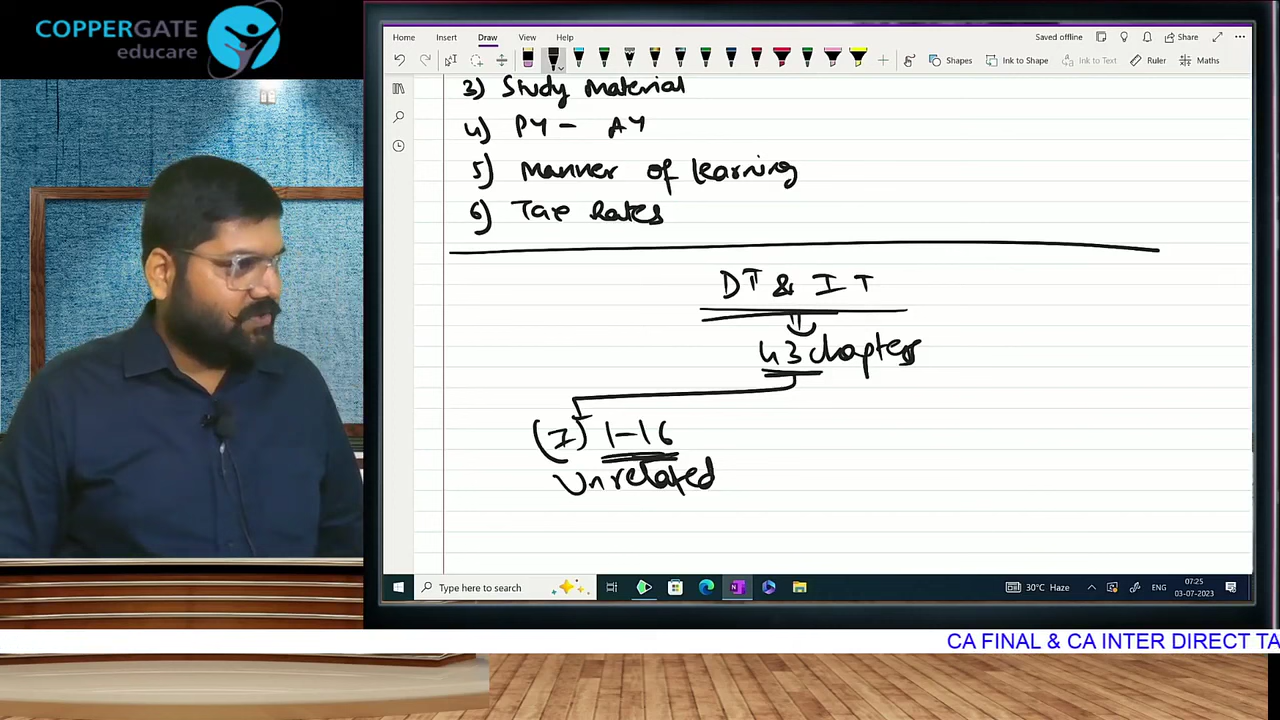 COPPERGATE
educare
Home Insert Draw View Help
Saved offline
Share
Shapes
Ink to Shape
Ink to Text
Ruler
Maths
3) Study Material
4) PY - AY
5) Manner of learning
6) Tax Rates
DT & IT
43 chapters
(I) 1-16
Unrelated
Type here to search
30°C Haze
ENG
07:25
03-07-2023
CA FINAL & CA INTER DIRECT TA